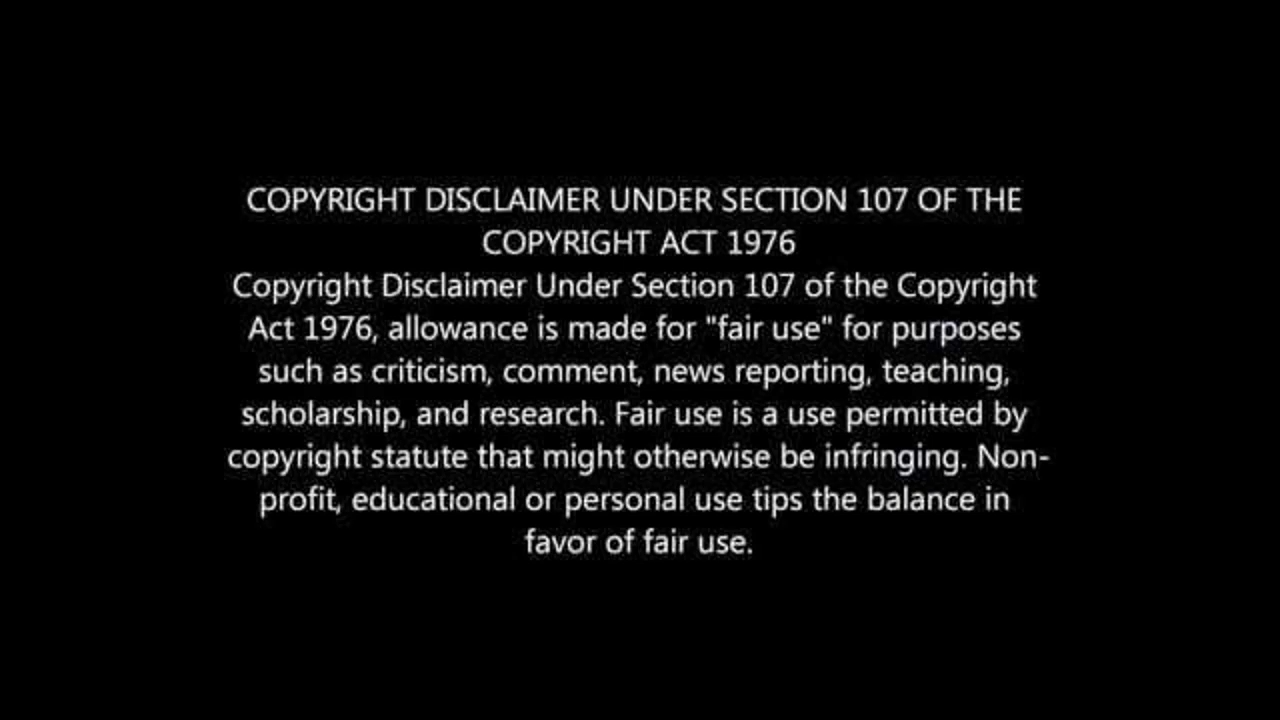 COPYRIGHT DISCLAIMER UNDER SECTION 107 OF THE
COPYRIGHT ACT 1976
Copyright Disclaimer Under Section 107 of the Copyright
Act 1976, allowance is made for "fair use" for purposes
such as criticism, comment, news reporting, teaching,
scholarship, and research. Fair use is a use permitted by
copyright statute that might otherwise be infringing. Non-
profit, educational or personal use tips the balance in
favor of fair use.